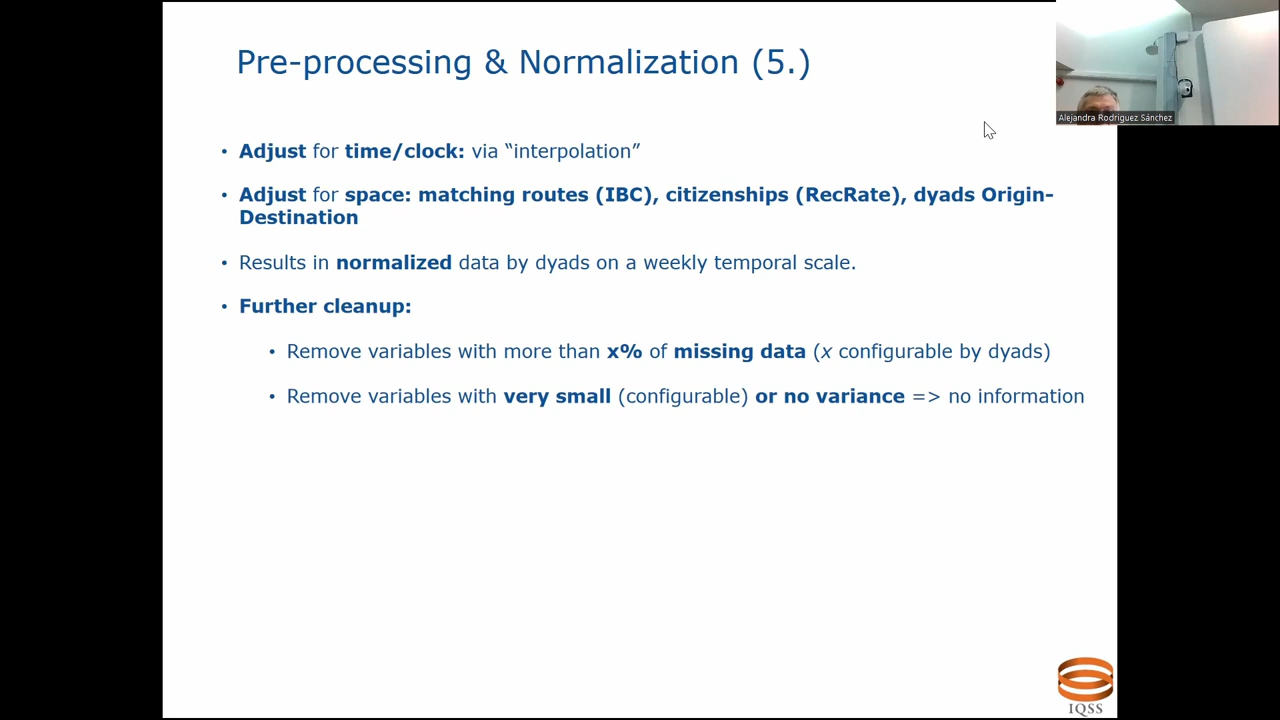 Pre-processing & Normalization (5.)
Alejandra Rodriguez Sánchez
• Adjust for time/clock: via “interpolation”
• Adjust for space: matching routes (IBC), citizenships (RecRate), dyads Origin-
Destination
• Results in normalized data by dyads on a weekly temporal scale.
• Further cleanup:
• Remove variables with more than x% of missing data (x configurable by dyads)
• Remove variables with very small (configurable) or no variance => no information
IQSS